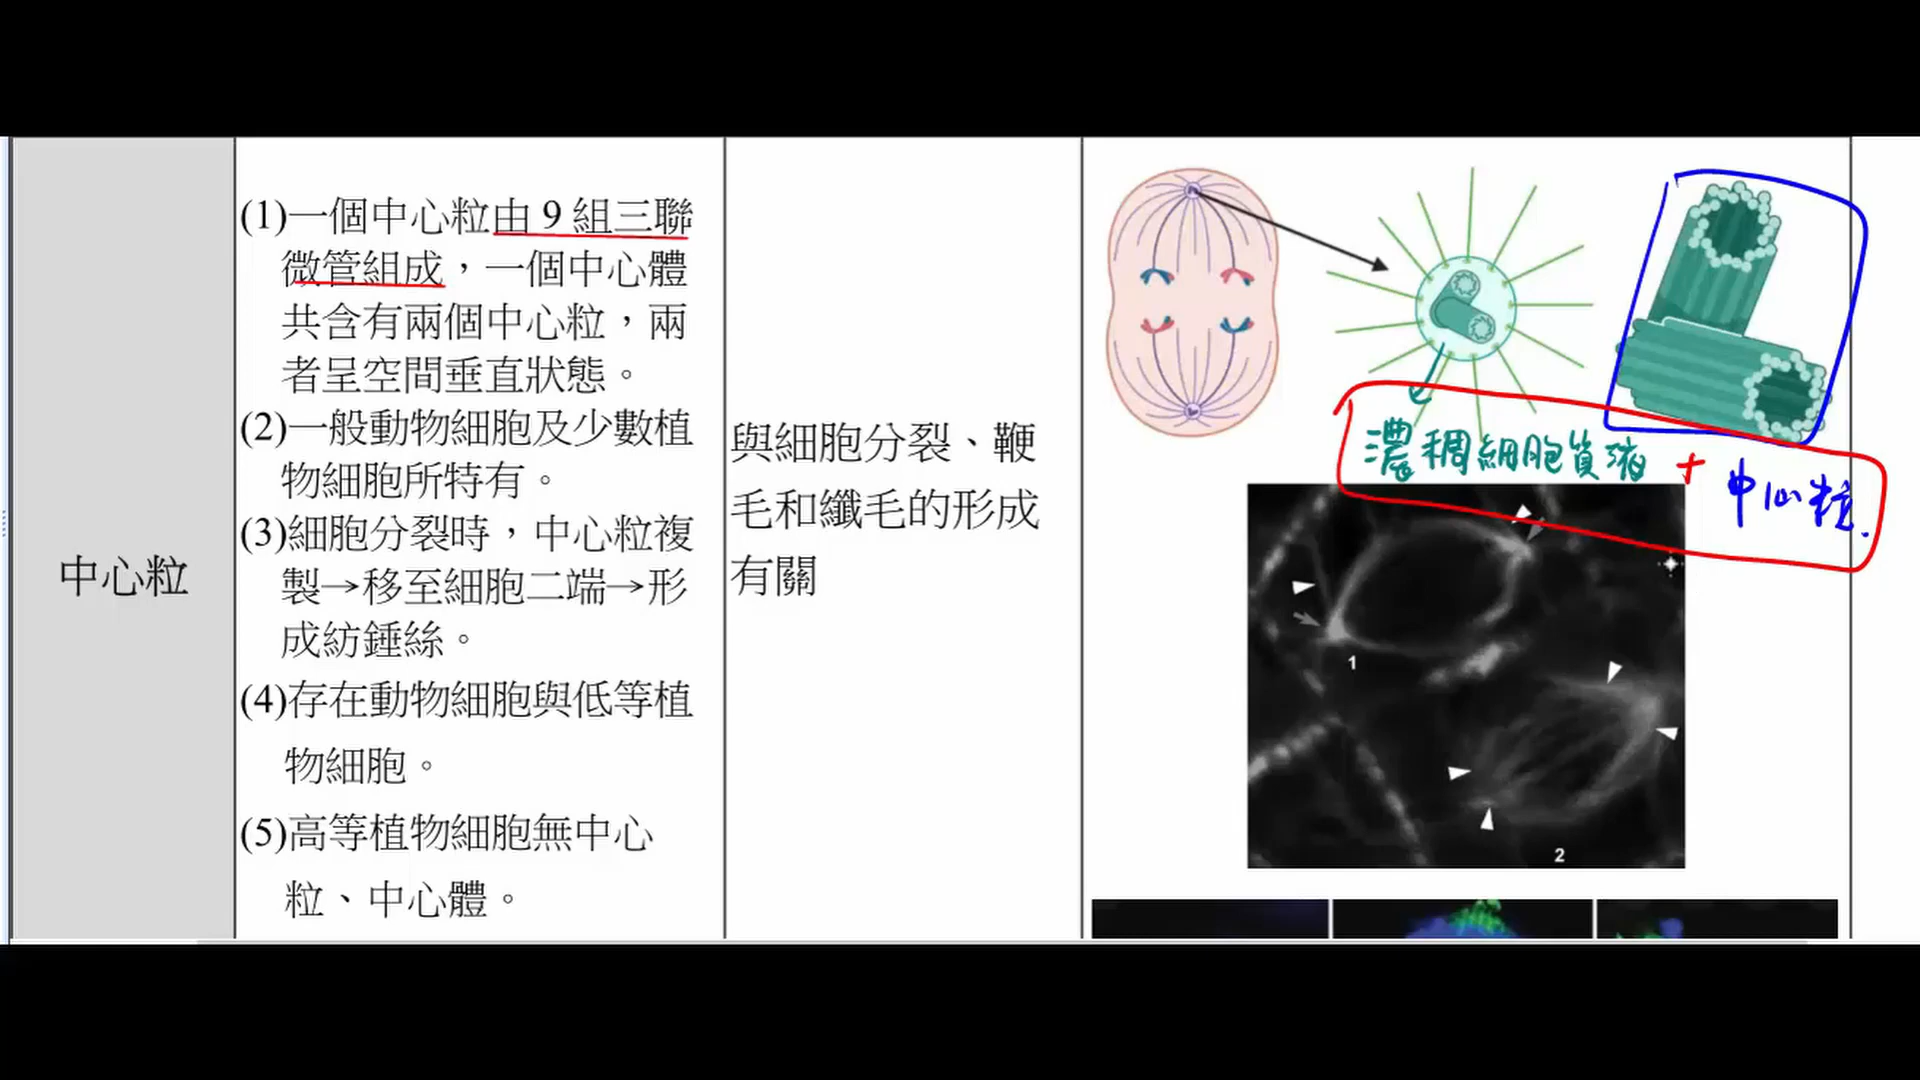 中心粒
(1)一個中心粒由 9 組三聯
微管組成，一個中心體
共含有兩個中心粒，兩
者呈空間垂直狀態。
(2)一般動物細胞及少數植
物細胞所特有。
(3)細胞分裂時，中心粒複
製→移至細胞二端→形
成紡錘絲。
(4)存在動物細胞與低等植
物細胞。
(5)高等植物細胞無中心
粒、中心體。
與細胞分裂、鞭
毛和纖毛的形成
有關
濃稠細胞質液 + 中心粒.
1
2